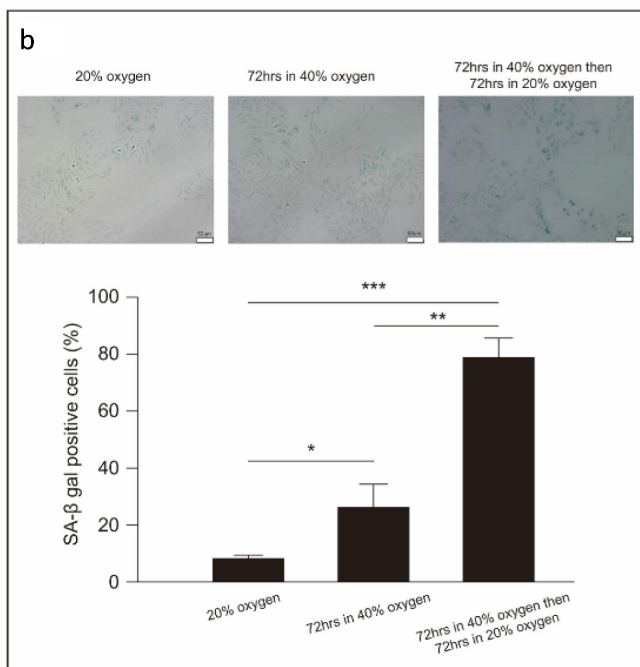 b
20% oxygen
72hrs in 40% oxygen
72hrs in 40% oxygen then
72hrs in 20% oxygen
***
**
*
SA-β gal positive cells (%)
100
80
60
40
20
0
20% oxygen
72hrs in 40% oxygen
72hrs in 40% oxygen then
72hrs in 20% oxygen